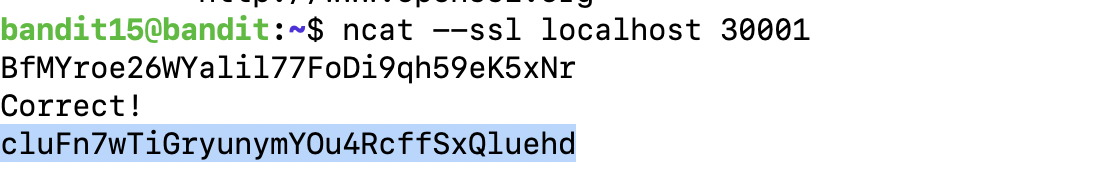 bandit15@bandit:~$ ncat --ssl localhost 30001
BfMYroe26WYalil77FoDi9qh59eK5xNr
Correct!
cluFn7wTiGryunymYOu4RcffSxQluehd